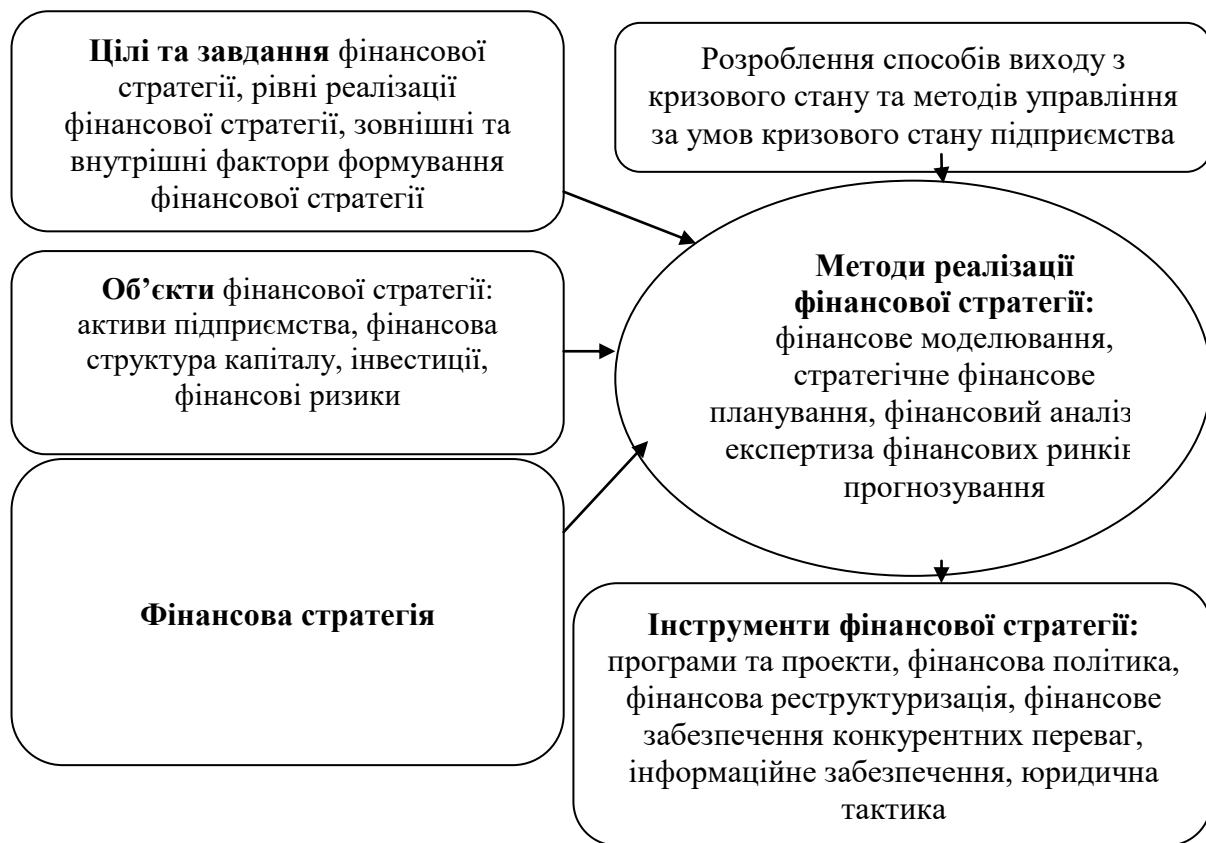 Цілі та завдання фінансової
стратегії, рівні реалізації
фінансової стратегії, зовнішні та
внутрішні фактори формування
фінансової стратегії
Розроблення способів виходу з
кризового стану та методів управління
за умов кризового стану підприємства
Об’єкти фінансової стратегії:
активи підприємства, фінансова
структура капіталу, інвестиції,
фінансові ризики
Методи реалізації
фінансової стратегії:
фінансове моделювання,
стратегічне фінансове
планування, фінансовий аналіз
експертиза фінансових ринків
прогнозування
Фінансова стратегія
Інструменти фінансової стратегії:
програми та проекти, фінансова політика,
фінансова реструктуризація, фінансове
забезпечення конкурентних переваг,
інформаційне забезпечення, юридична
тактика